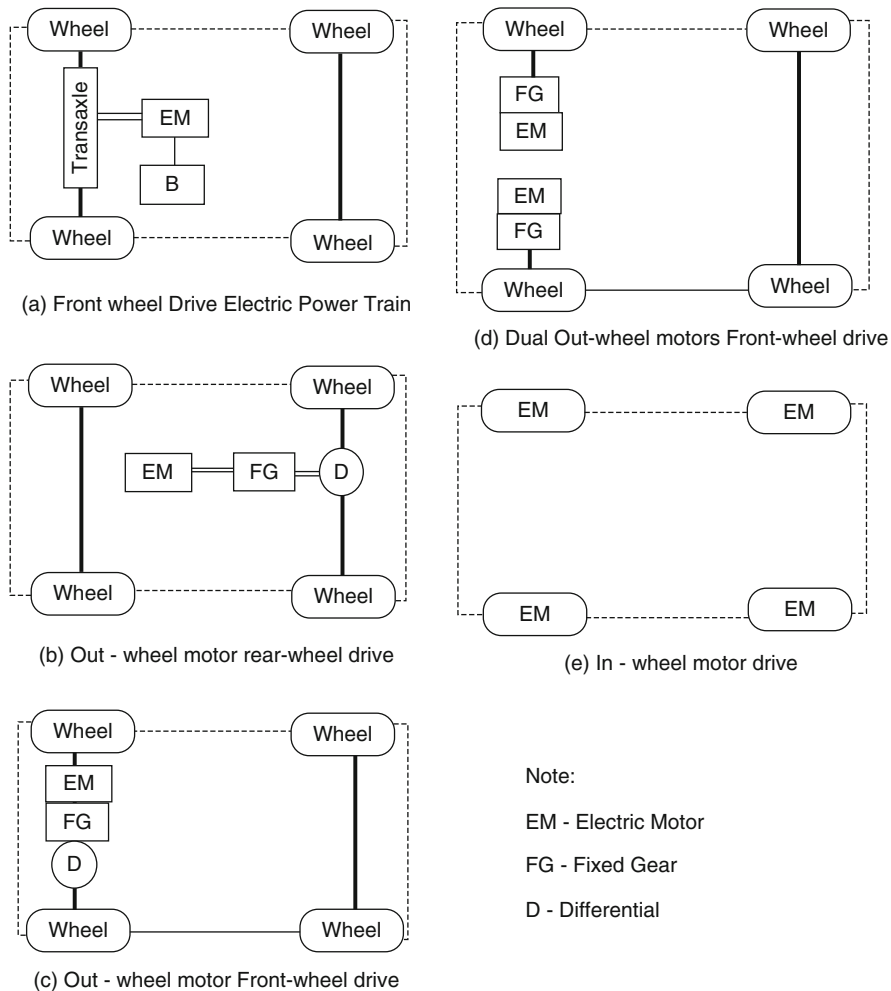 Wheel
Wheel
Transaxle
EM
B
Wheel
Wheel
(a) Front wheel Drive Electric Power Train
Wheel
Wheel
EM
FG
D
Wheel
Wheel
(b) Out - wheel motor rear-wheel drive
Wheel
Wheel
EM
FG
D
Wheel
Wheel
(c) Out - wheel motor Front-wheel drive
Wheel
Wheel
FG
EM
EM
FG
Wheel
Wheel
(d) Dual Out-wheel motors Front-wheel drive
EM
EM
EM
EM
(e) In - wheel motor drive
Note:
EM - Electric Motor
FG - Fixed Gear
D - Differential